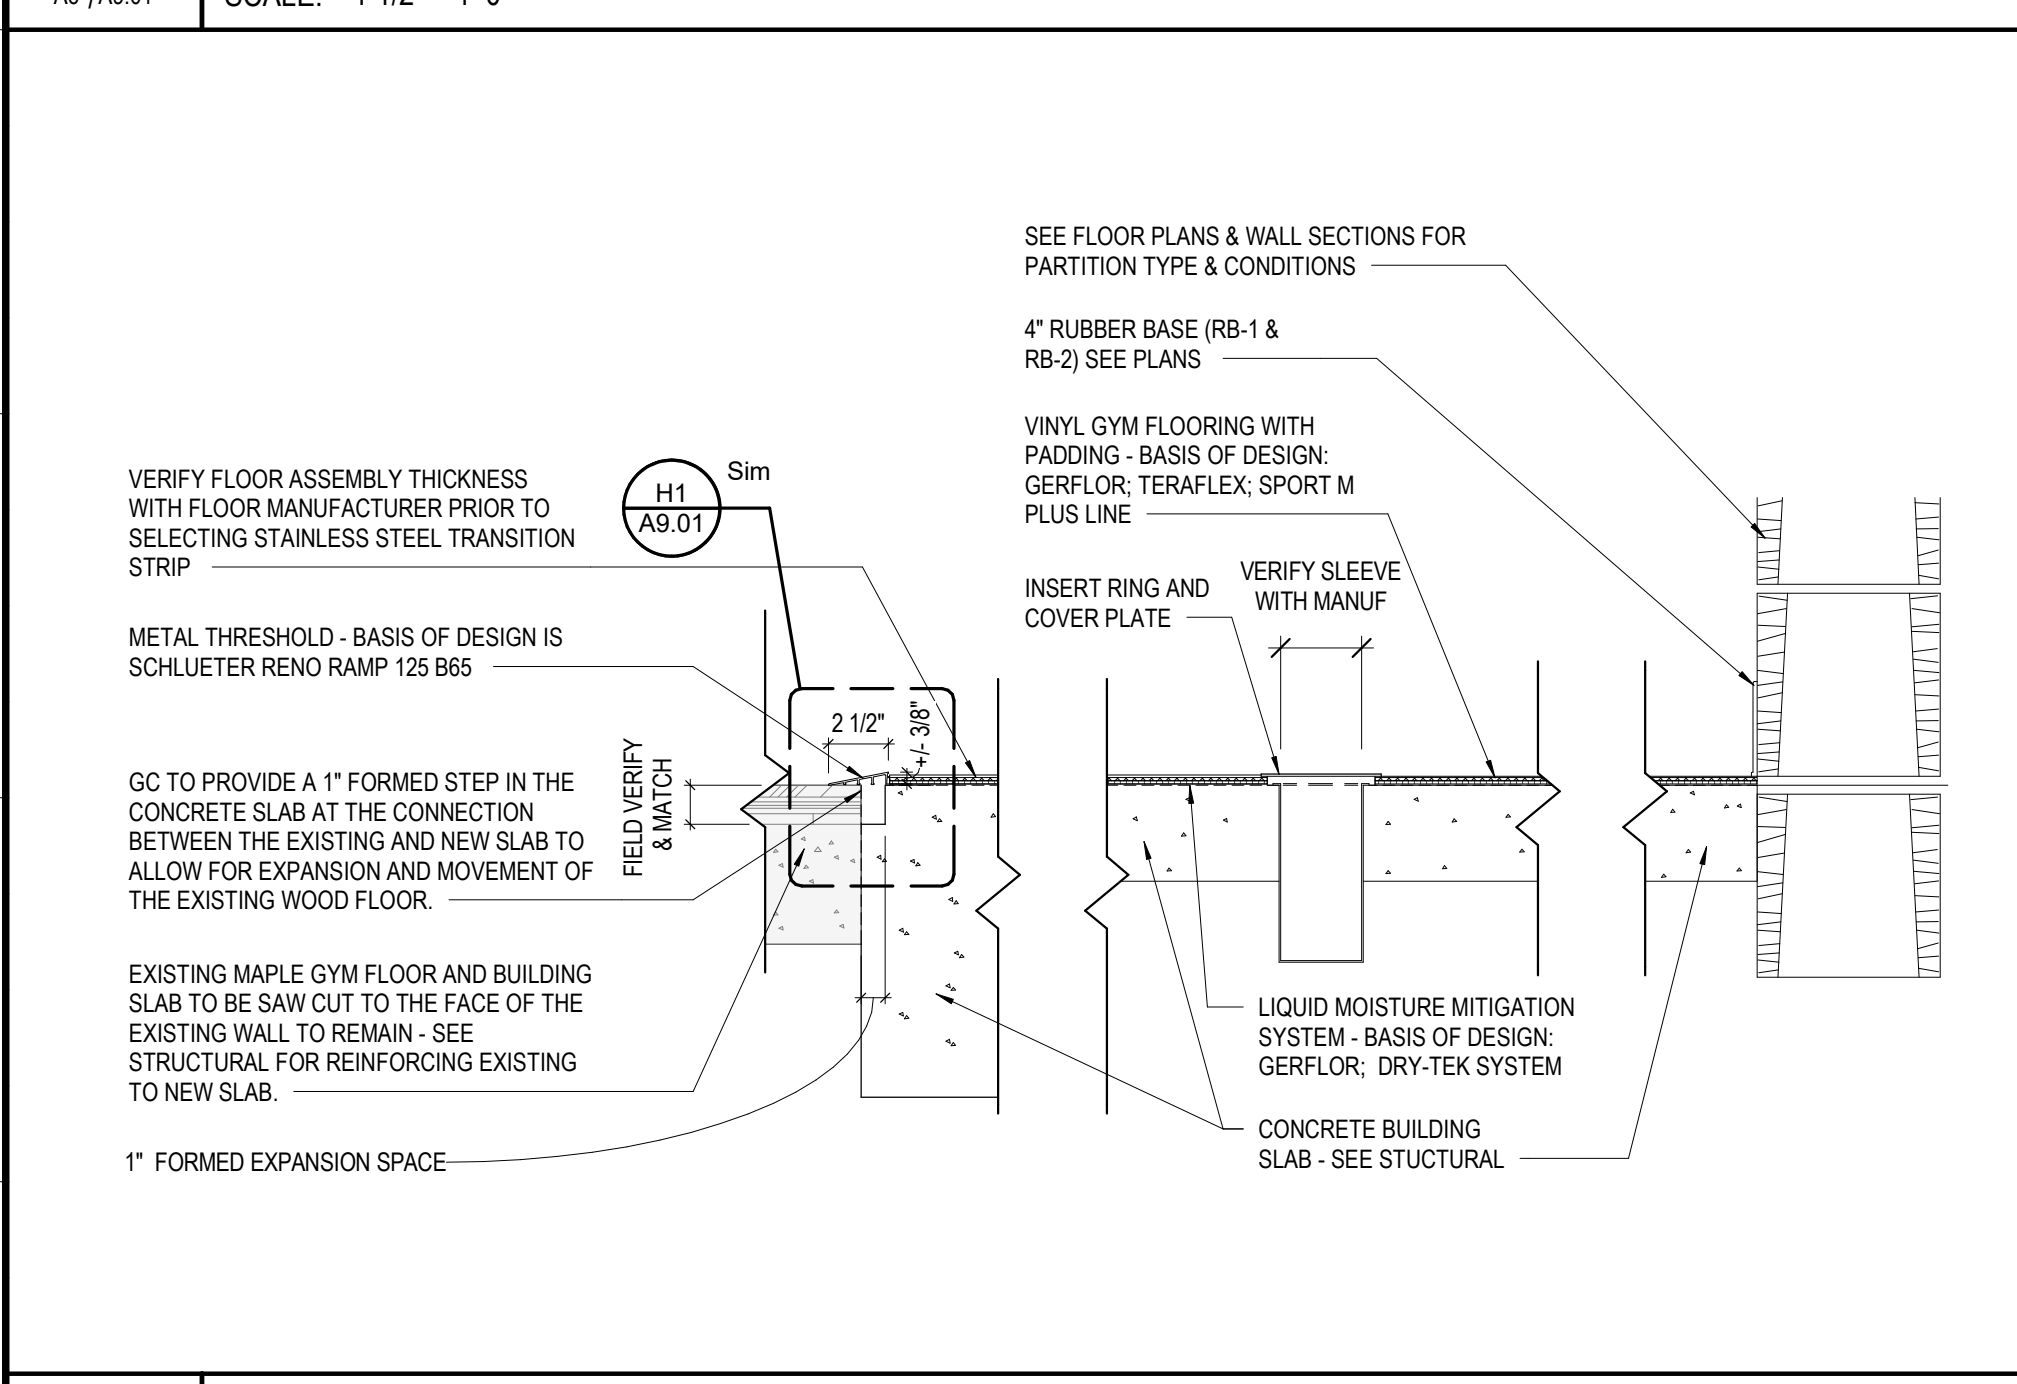 SEE FLOOR PLANS & WALL SECTIONS FOR
PARTITION TYPE & CONDITIONS
4" RUBBER BASE (RB-1 &
RB-2) SEE PLANS
VINYL GYM FLOORING WITH
PADDING - BASIS OF DESIGN:
GERFLOR; TERAFLEX; SPORT M
PLUS LINE
VERIFY FLOOR ASSEMBLY THICKNESS
WITH FLOOR MANUFACTURER PRIOR TO
SELECTING STAINLESS STEEL TRANSITION
STRIP
H1
A9.01
Sim
INSERT RING AND
COVER PLATE
VERIFY SLEEVE
WITH MANUF
METAL THRESHOLD - BASIS OF DESIGN IS
SCHLUETER RENO RAMP 125 B65
2 1/2"
+/- 3/8"
FIELD VERIFY
& MATCH
GC TO PROVIDE A 1" FORMED STEP IN THE
CONCRETE SLAB AT THE CONNECTION
BETWEEN THE EXISTING AND NEW SLAB TO
ALLOW FOR EXPANSION AND MOVEMENT OF
THE EXISTING WOOD FLOOR.
EXISTING MAPLE GYM FLOOR AND BUILDING
SLAB TO BE SAW CUT TO THE FACE OF THE
EXISTING WALL TO REMAIN - SEE
STRUCTURAL FOR REINFORCING EXISTING
TO NEW SLAB.
1" FORMED EXPANSION SPACE
LIQUID MOISTURE MITIGATION
SYSTEM - BASIS OF DESIGN:
GERFLOR; DRY-TEK SYSTEM
CONCRETE BUILDING
SLAB - SEE STUCTURAL